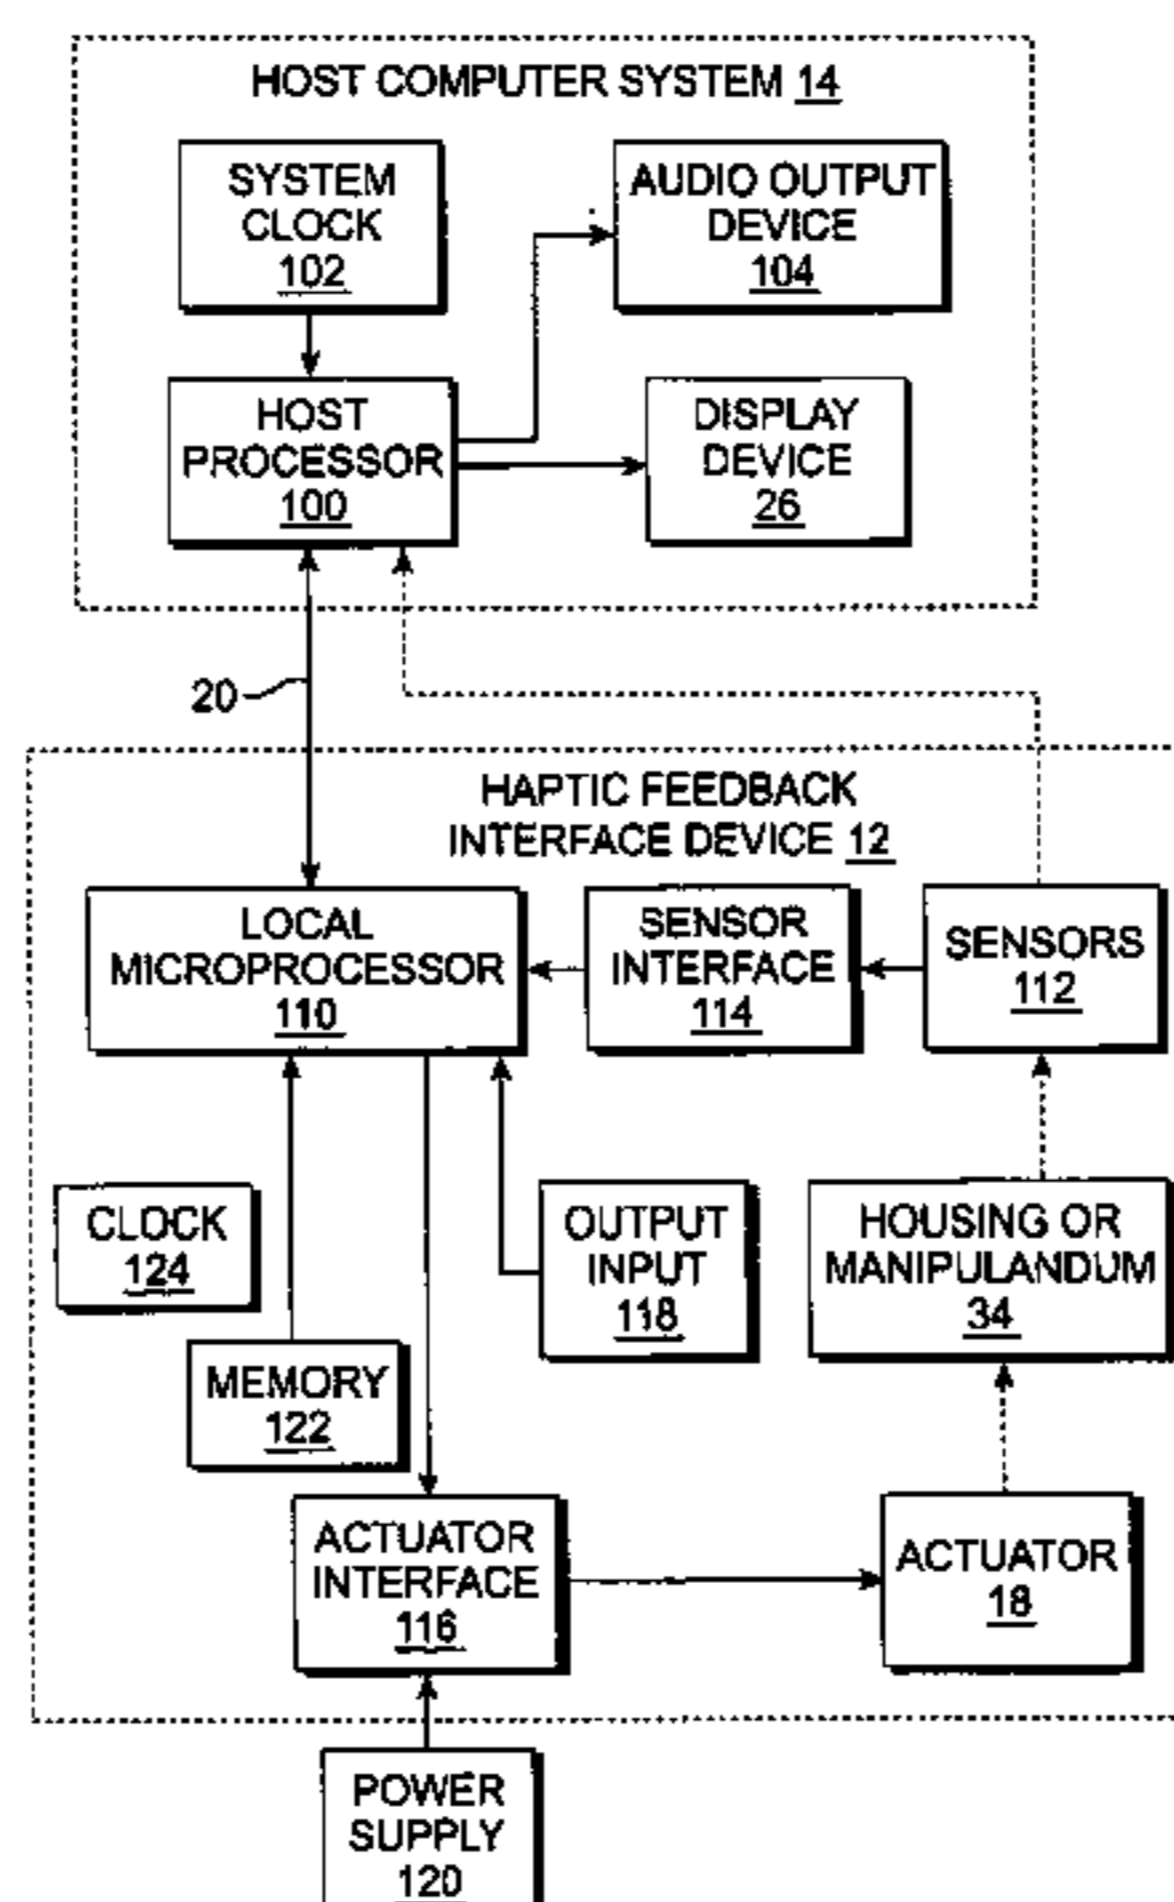 HOST COMPUTER SYSTEM 14
SYSTEM
CLOCK
102
AUDIO OUTPUT
DEVICE
104
HOST
PROCESSOR
100
DISPLAY
DEVICE
26
20
HAPTIC FEEDBACK
INTERFACE DEVICE 12
LOCAL
MICROPROCESSOR
110
SENSOR
INTERFACE
114
SENSORS
112
CLOCK
124
OUTPUT
INPUT
118
HOUSING OR
MANIPULANDUM
34
MEMORY
122
ACTUATOR
INTERFACE
116
ACTUATOR
18
POWER
SUPPLY
120